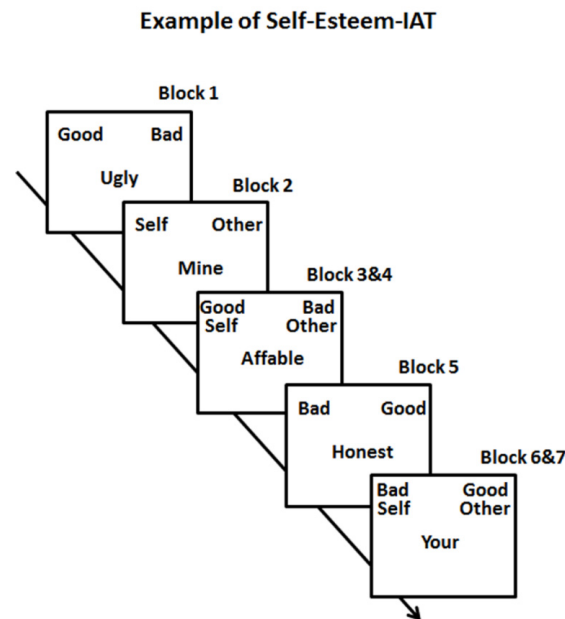 Example of Self-Esteem-IAT
Block 1
Good Bad
Ugly
Block 2
Self Other
Mine
Block 3&4
Good Bad
Self Other
Affable
Block 5
Bad Good
Honest
Block 6&7
Bad Good
Self Other
Your